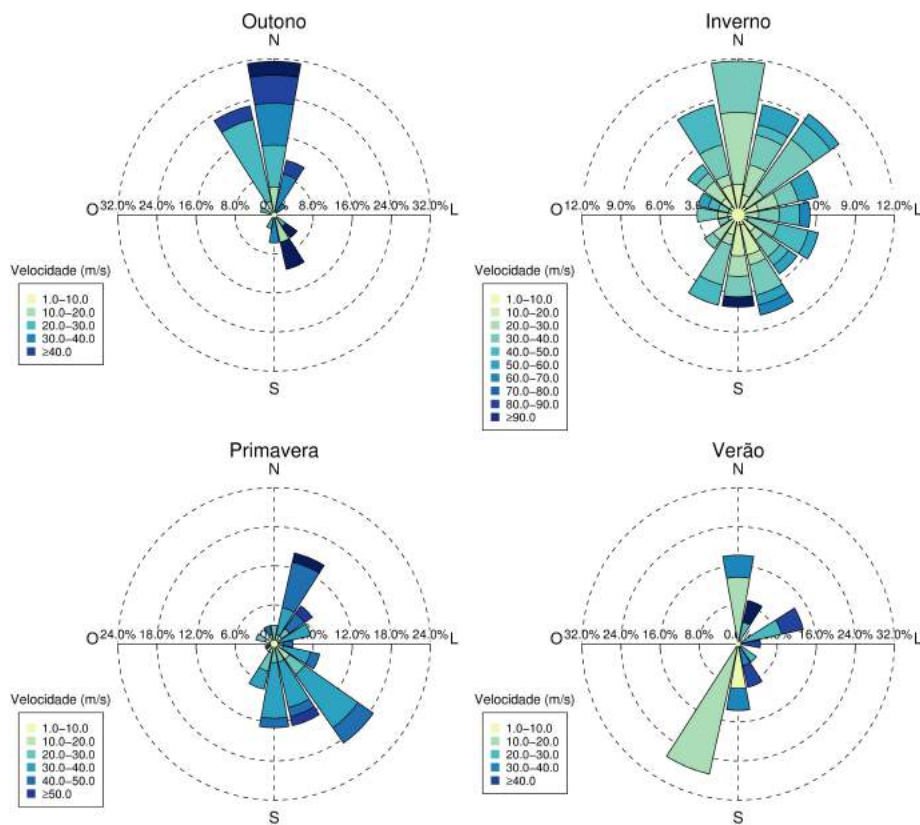 Outono
N
O
32.0% 24.0% 16.0% 8.0% 8.0% 16.0% 24.0% 32.0%
L
S
Velocidade (m/s)
1.0–10.0
10.0–20.0
20.0–30.0
30.0–40.0
≥40.0
Inverno
N
O
12.0% 9.0% 6.0% 3. 0% 9.0% 12.0%
L
S
Velocidade (m/s)
1.0–10.0
10.0–20.0
20.0–30.0
30.0–40.0
40.0–50.0
50.0–60.0
60.0–70.0
70.0–80.0
80.0–90.0
≥90.0
Primavera
N
O
24.0% 18.0% 12.0% 6.0% 6.0% 12.0% 18.0% 24.0%
L
S
Velocidade (m/s)
1.0–10.0
10.0–20.0
20.0–30.0
30.0–40.0
40.0–50.0
≥50.0
Verão
N
O
32.0% 24.0% 16.0% 8.0% 0. 16.0% 24.0% 32.0%
L
S
Velocidade (m/s)
1.0–10.0
10.0–20.0
20.0–30.0
30.0–40.0
≥40.0